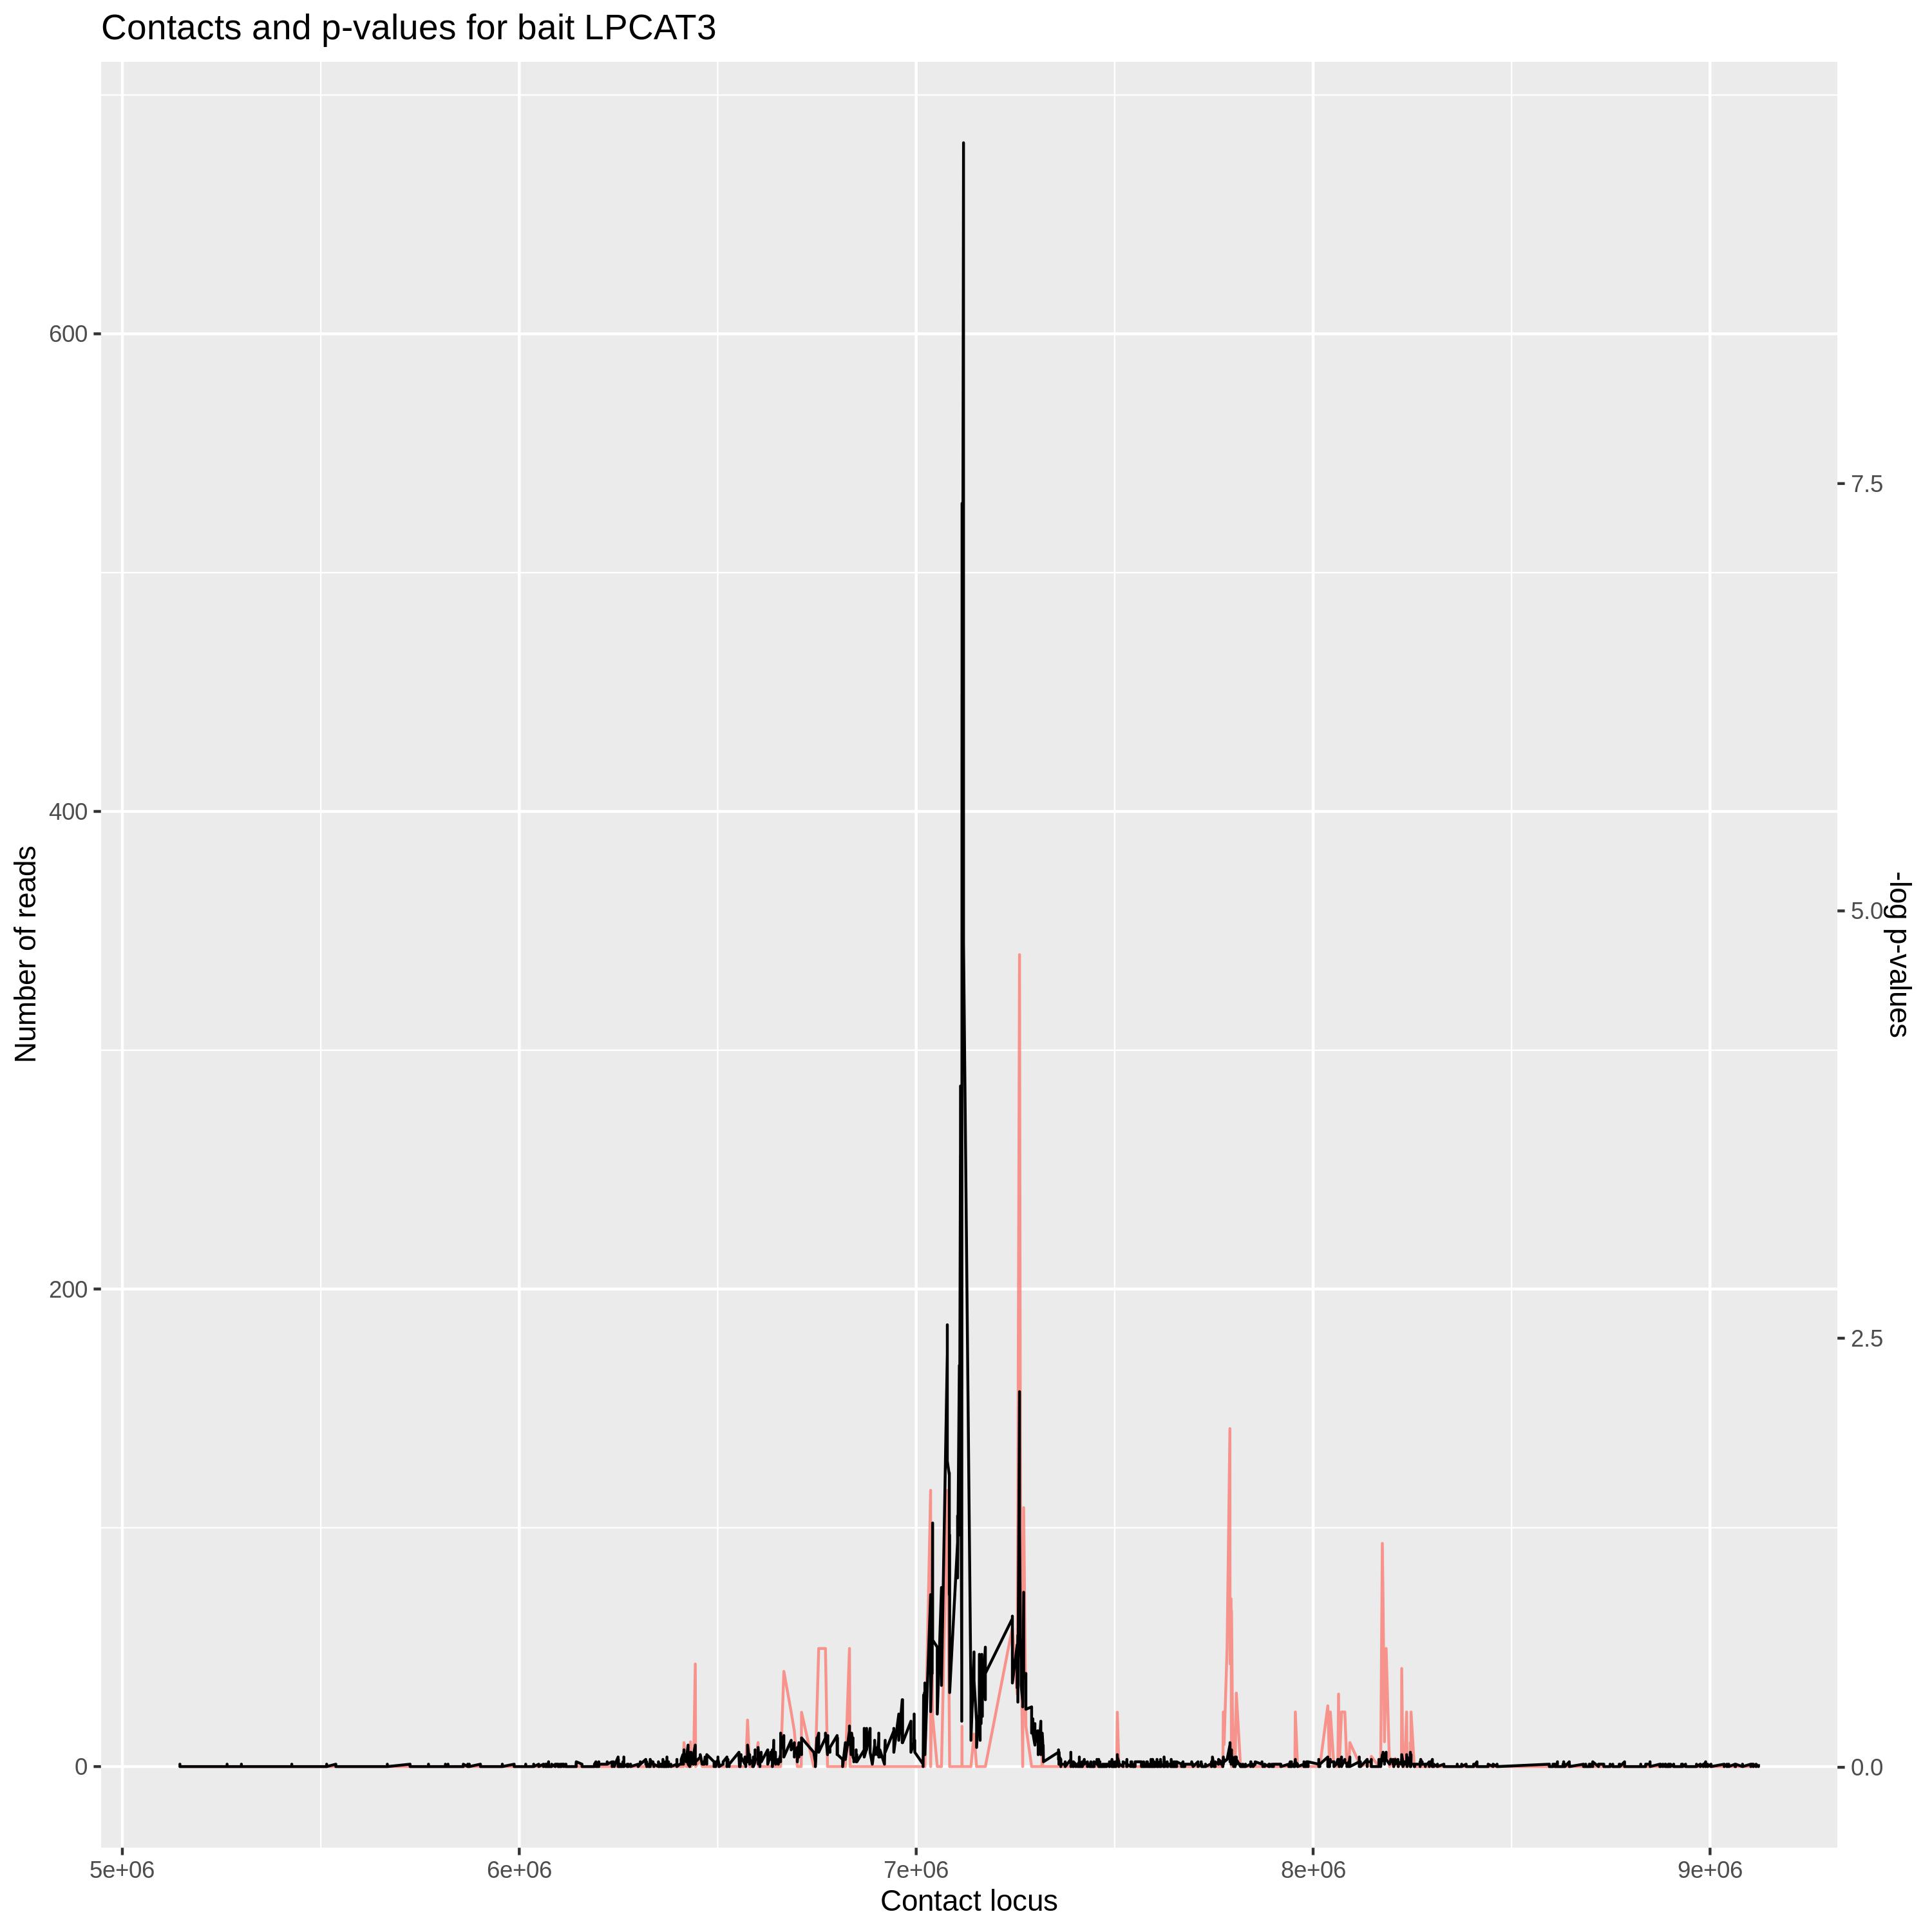 Contacts and p-values for bait LPCAT3
Number of reads
600
400
200
0
7.5
5.0
2.5
0.0
-log p-values
5e+06
6e+06
7e+06
8e+06
9e+06
Contact locus